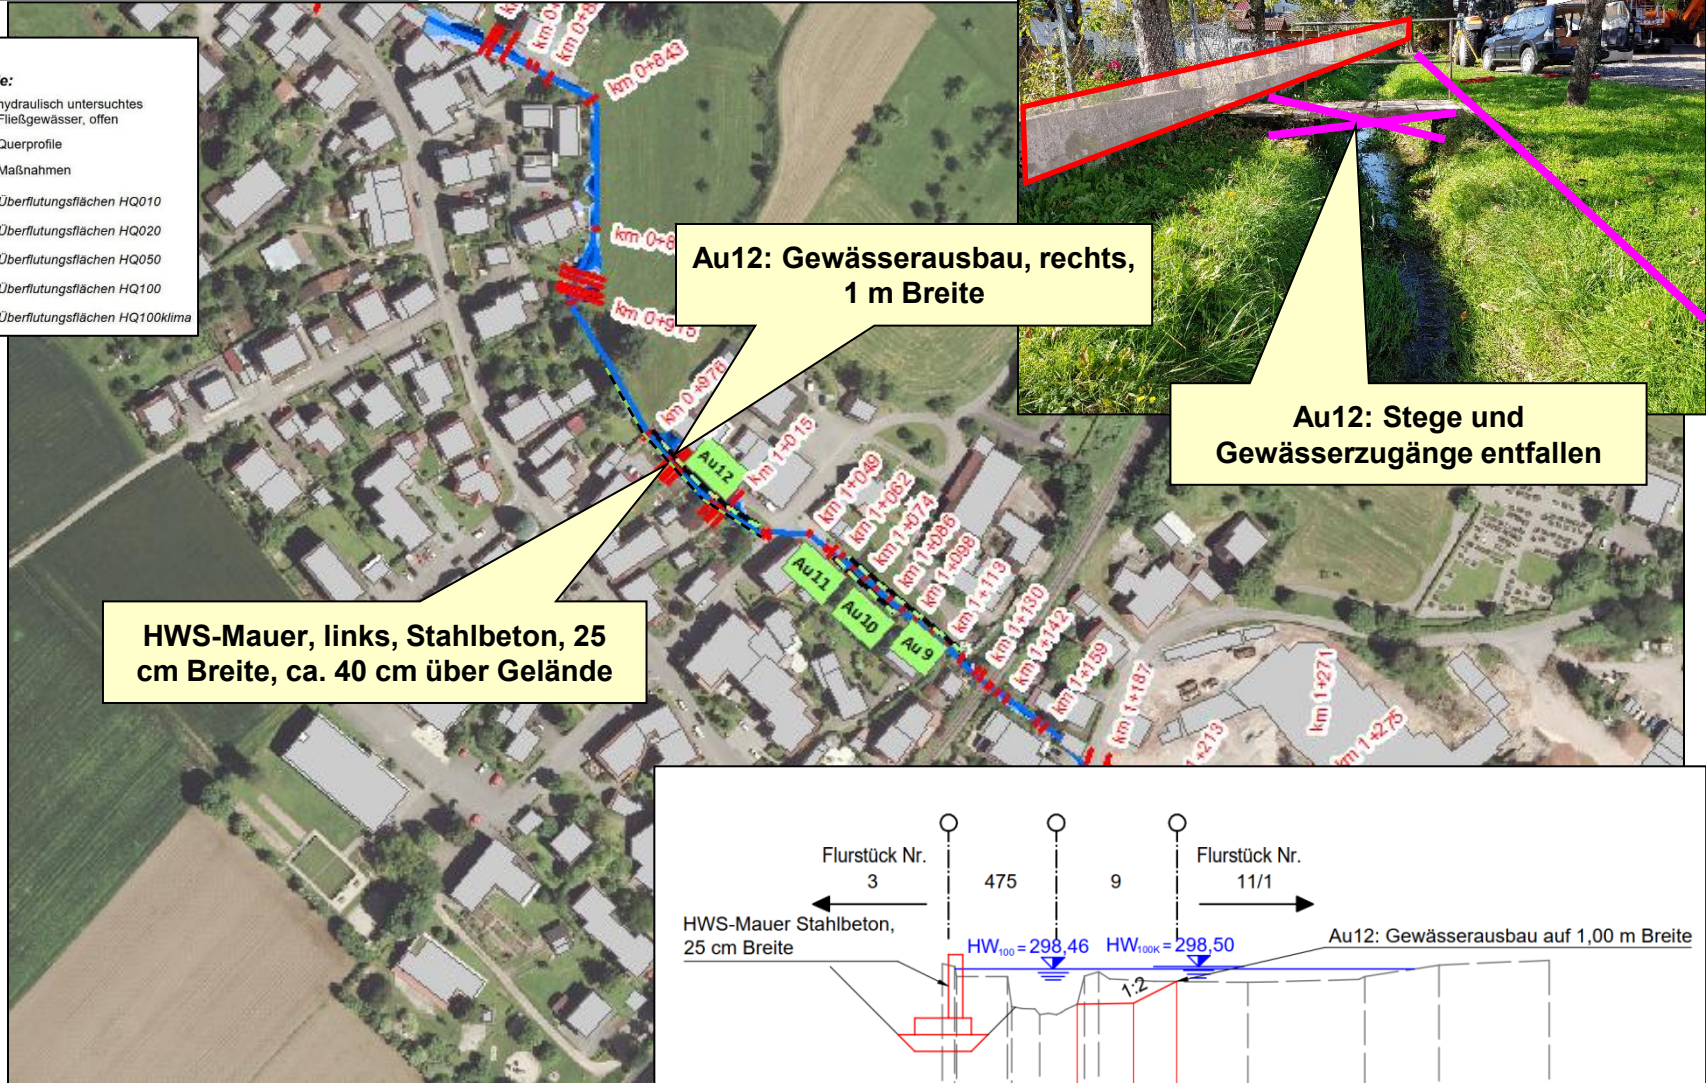 e:
hydraulisch untersuchtes
Fließgewässer, offen
Querprofile
Maßnahmen
Überflutungsflächen HQ010
Überflutungsflächen HQ020
Überflutungsflächen HQ050
Überflutungsflächen HQ100
Überflutungsflächen HQ100klima
km 0+843
km 0+8
km 0+915
km 0+976
km 1+015
km 1+049
km 1+062
km 1+074
km 1+086
km 1+098
km 1+113
km 1+130
km 1+142
km 1+159
km 1+187
1+213
km 1+271
km 1+275
Au12
Au11
Au10
Au9
Au12: Gewässerausbau, rechts,
1 m Breite
Au12: Stege und
Gewässerzugänge entfallen
HWS-Mauer, links, Stahlbeton, 25
cm Breite, ca. 40 cm über Gelände
Flurstück Nr.
3
475
9
Flurstück Nr.
11/1
HWS-Mauer Stahlbeton,
25 cm Breite
HW100 = 298,46
HW100K = 298,50
Au12: Gewässerausbau auf 1,00 m Breite
1:2